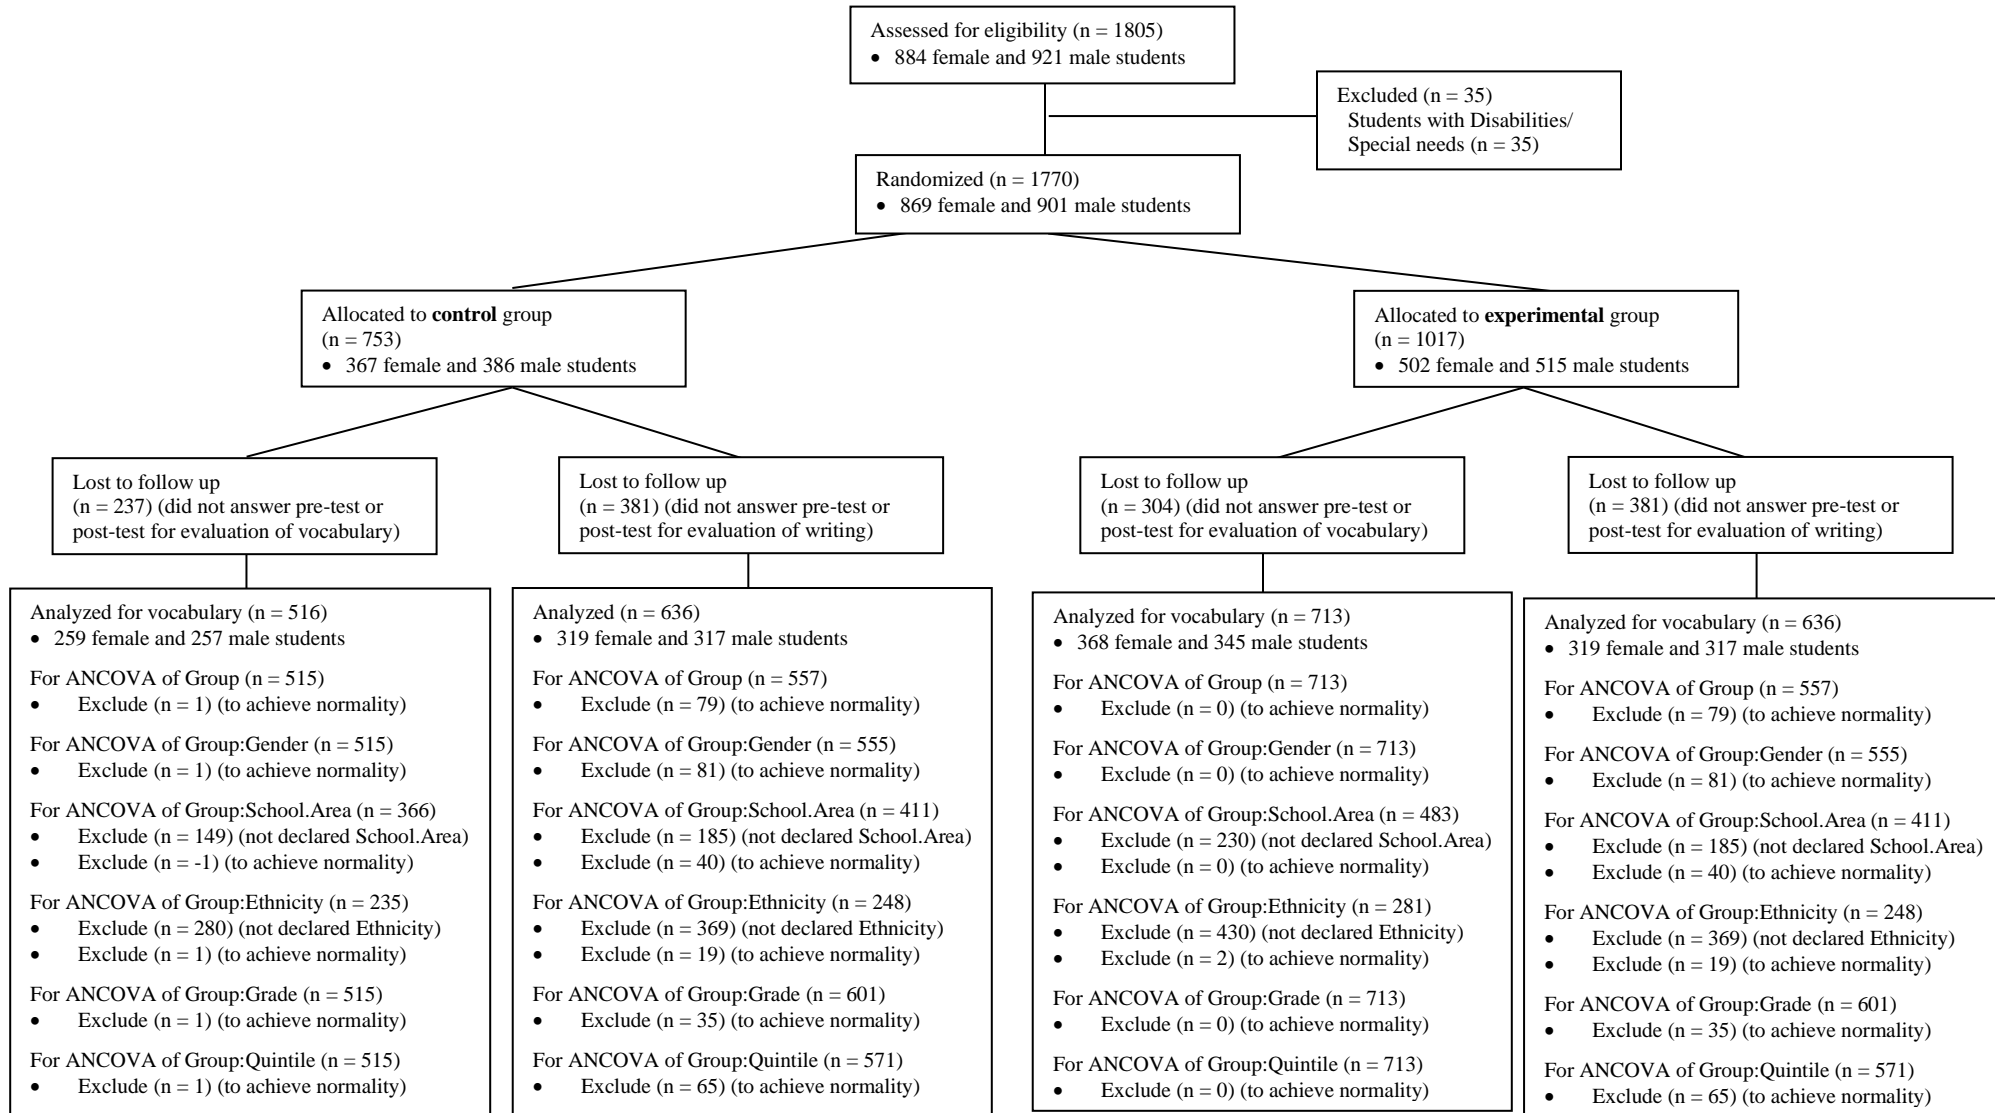 Assessed for eligibility (n = 1805)
• 884 female and 921 male students
Excluded (n = 35)
Students with Disabilities/
Special needs (n = 35)
Randomized (n = 1770)
• 869 female and 901 male students
Allocated to control group
(n = 753)
• 367 female and 386 male students
Allocated to experimental group
(n = 1017)
• 502 female and 515 male students
Lost to follow up
(n = 237) (did not answer pre-test or
post-test for evaluation of vocabulary)
Lost to follow up
(n = 381) (did not answer pre-test or
post-test for evaluation of writing)
Lost to follow up
(n = 304) (did not answer pre-test or
post-test for evaluation of vocabulary)
Lost to follow up
(n = 381) (did not answer pre-test or
post-test for evaluation of writing)
Analyzed for vocabulary (n = 516)
• 259 female and 257 male students
For ANCOVA of Group (n = 515)
• Exclude (n = 1) (to achieve normality)
For ANCOVA of Group:Gender (n = 515)
• Exclude (n = 1) (to achieve normality)
For ANCOVA of Group:School.Area (n = 366)
• Exclude (n = 149) (not declared School.Area)
• Exclude (n = -1) (to achieve normality)
For ANCOVA of Group:Ethnicity (n = 235)
• Exclude (n = 280) (not declared Ethnicity)
• Exclude (n = 1) (to achieve normality)
For ANCOVA of Group:Grade (n = 515)
• Exclude (n = 1) (to achieve normality)
For ANCOVA of Group:Quintile (n = 515)
• Exclude (n = 1) (to achieve normality)
Analyzed (n = 636)
• 319 female and 317 male students
For ANCOVA of Group (n = 557)
• Exclude (n = 79) (to achieve normality)
For ANCOVA of Group:Gender (n = 555)
• Exclude (n = 81) (to achieve normality)
For ANCOVA of Group:School.Area (n = 411)
• Exclude (n = 185) (not declared School.Area)
• Exclude (n = 40) (to achieve normality)
For ANCOVA of Group:Ethnicity (n = 248)
• Exclude (n = 369) (not declared Ethnicity)
• Exclude (n = 19) (to achieve normality)
For ANCOVA of Group:Grade (n = 601)
• Exclude (n = 35) (to achieve normality)
For ANCOVA of Group:Quintile (n = 571)
• Exclude (n = 65) (to achieve normality)
Analyzed for vocabulary (n = 713)
• 368 female and 345 male students
For ANCOVA of Group (n = 713)
• Exclude (n = 0) (to achieve normality)
For ANCOVA of Group:Gender (n = 713)
• Exclude (n = 0) (to achieve normality)
For ANCOVA of Group:School.Area (n = 483)
• Exclude (n = 230) (not declared School.Area)
• Exclude (n = 0) (to achieve normality)
For ANCOVA of Group:Ethnicity (n = 281)
• Exclude (n = 430) (not declared Ethnicity)
• Exclude (n = 2) (to achieve normality)
For ANCOVA of Group:Grade (n = 713)
• Exclude (n = 0) (to achieve normality)
For ANCOVA of Group:Quintile (n = 713)
• Exclude (n = 0) (to achieve normality)
Analyzed for vocabulary (n = 636)
• 319 female and 317 male students
For ANCOVA of Group (n = 557)
• Exclude (n = 79) (to achieve normality)
For ANCOVA of Group:Gender (n = 555)
• Exclude (n = 81) (to achieve normality)
For ANCOVA of Group:School.Area (n = 411)
• Exclude (n = 185) (not declared School.Area)
• Exclude (n = 40) (to achieve normality)
For ANCOVA of Group:Ethnicity (n = 248)
• Exclude (n = 369) (not declared Ethnicity)
• Exclude (n = 19) (to achieve normality)
For ANCOVA of Group:Grade (n = 601)
• Exclude (n = 35) (to achieve normality)
For ANCOVA of Group:Quintile (n = 571)
• Exclude (n = 65) (to achieve normality)